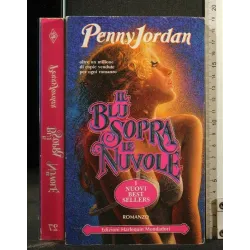 Penny Jordan
oltre un milione
di copie vendute
per ogni romanzo
IL
BLU SOPRA
LE NUVOLE
I NUOVI
BEST
SELLERS
ROMANZO
Edizioni Harlequin Mondadori
27